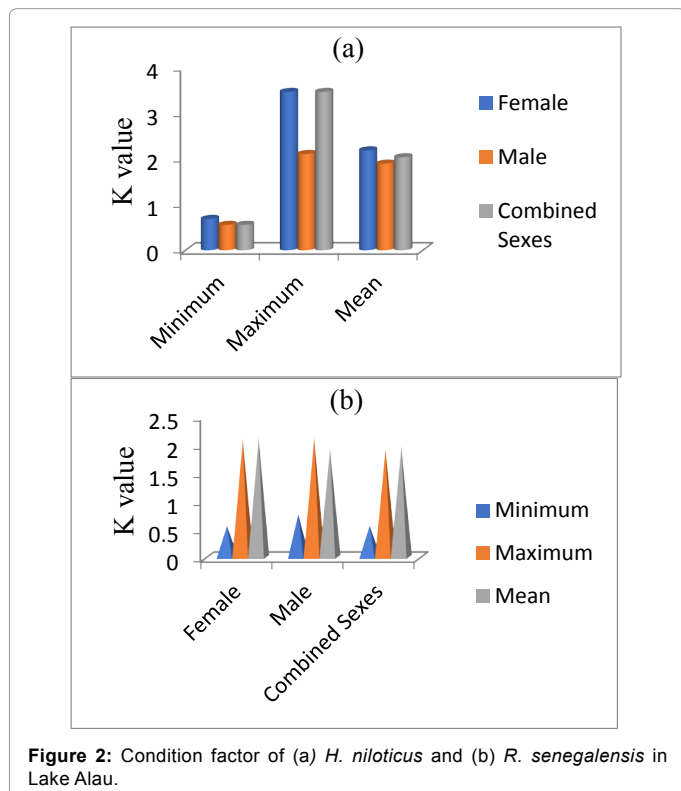 (a)
K value
4
3
2
1
0
Minimum
Maximum
Mean
Female
Male
Combined
Sexes
(b)
K value
2.5
2
1.5
1
0.5
0
Female
Male
Combined Sexes
Minimum
Maximum
Mean
Figure 2: Condition factor of (a) H. niloticus and (b) R. senegalensis in
Lake Alau.